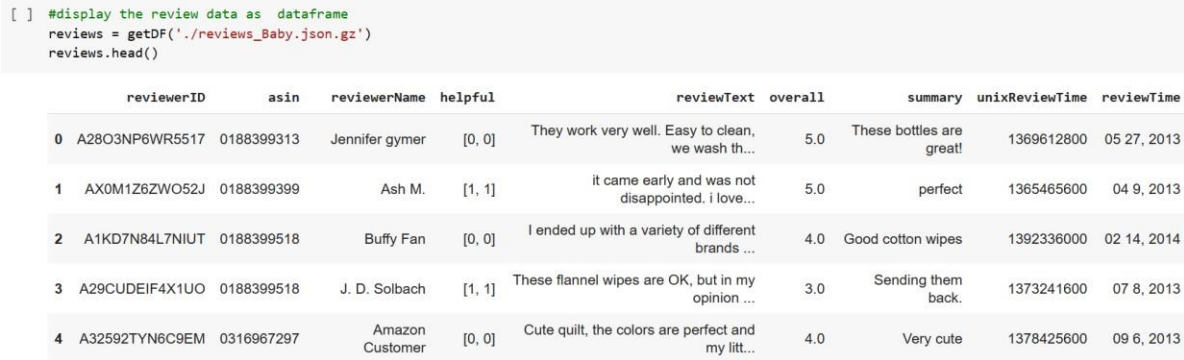 [ ] #display the review data as  dataframe
reviews = getDF('./reviews_Baby.json.gz')
reviews.head()
reviewerID asin reviewerName helpful reviewText overall summary unixReviewTime reviewTime
0 A28O3NP6WR5517 0188399313 Jennifer gymer [0, 0] They work very well. Easy to clean, we wash th... 5.0 These bottles are great! 1369612800 05 27, 2013
1 AX0M1Z6ZWO52J 0188399399 Ash M. [1, 1] it came early and was not disappointed. i love... 5.0 perfect 1365465600 04 9, 2013
2 A1KD7N84L7NIUT 0188399518 Buffy Fan [0, 0] I ended up with a variety of different brands ... 4.0 Good cotton wipes 1392336000 02 14, 2014
3 A29CUDEIF4X1UO 0188399518 J. D. Solbach [1, 1] These flannel wipes are OK, but in my opinion ... 3.0 Sending them back. 1373241600 07 8, 2013
4 A32592TYN6C9EM 0316967297 Amazon Customer [0, 0] Cute quilt, the colors are perfect and my litt... 4.0 Very cute 1378425600 09 6, 2013